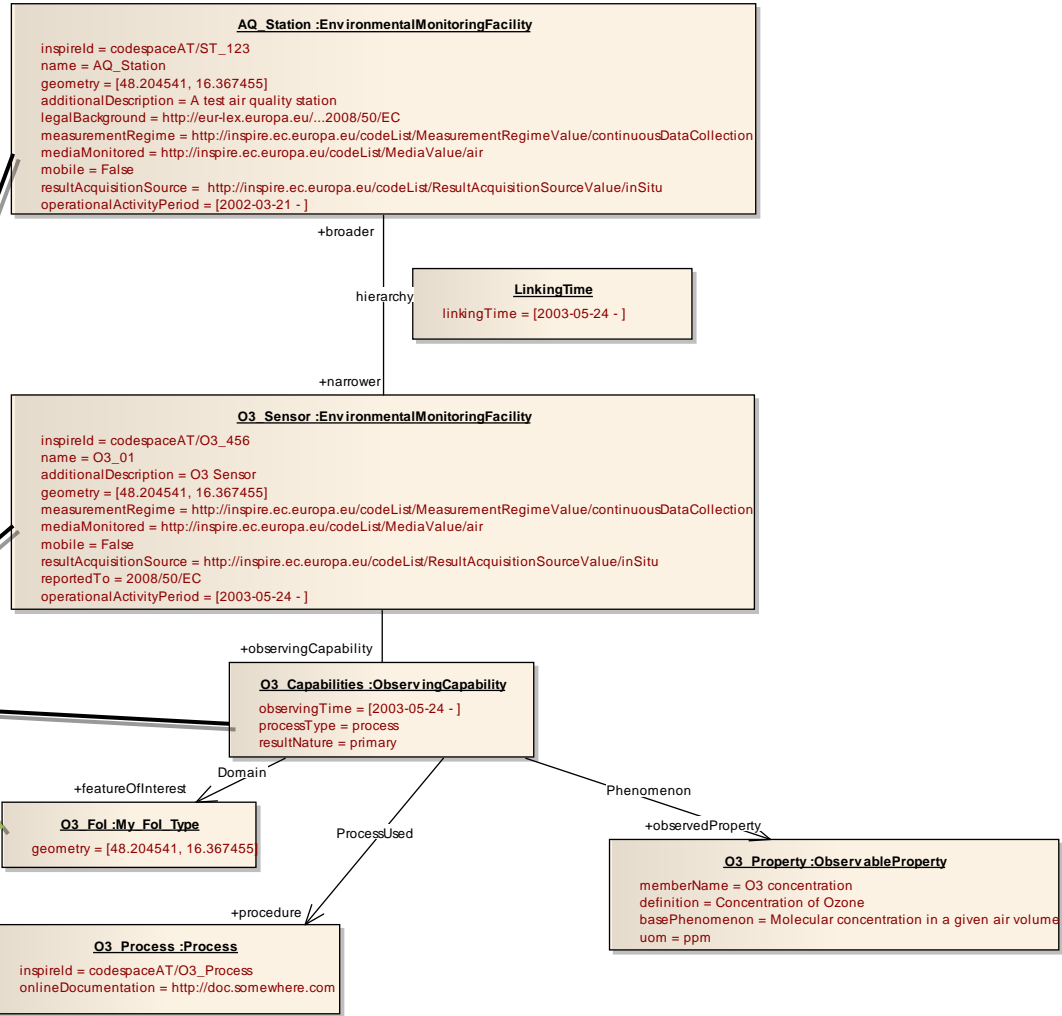 AQ_Station :EnvironmentalMonitoringFacility
inspireId = codespaceAT/ST_123
name = AQ_Station
geometry = [48.204541, 16.367455]
additionalDescription = A test air quality station
legalBackground = http://eur-lex.europa.eu/...2008/50/EC
measurementRegime = http://inspire.ec.europa.eu/codeList/MeasurementRegimeValue/continuousDataCollection
mediaMonitored = http://inspire.ec.europa.eu/codeList/MediaValue/air
mobile = False
resultAcquisitionSource =  http://inspire.ec.europa.eu/codeList/ResultAcquisitionSourceValue/inSitu
operationalActivityPeriod = [2002-03-21 - ]
+broader
hierarchy
LinkingTime
linkingTime = [2003-05-24 - ]
+narrower
O3_Sensor :EnvironmentalMonitoringFacility
inspireId = codespaceAT/O3_456
name = O3_01
additionalDescription = O3 Sensor
geometry = [48.204541, 16.367455]
measurementRegime = http://inspire.ec.europa.eu/codeList/MeasurementRegimeValue/continuousDataCollection
mediaMonitored = http://inspire.ec.europa.eu/codeList/MediaValue/air
mobile = False
resultAcquisitionSource = http://inspire.ec.europa.eu/codeList/ResultAcquisitionSourceValue/inSitu
reportedTo = 2008/50/EC
operationalActivityPeriod = [2003-05-24 - ]
+observingCapability
O3_Capabilities :ObservingCapability
observingTime = [2003-05-24 - ]
processType = process
resultNature = primary
Domain
+featureOfInterest
O3_FoI :My_FoI_Type
geometry = [48.204541, 16.367455]
ProcessUsed
+procedure
O3_Process :Process
inspireId = codespaceAT/O3_Process
onlineDocumentation = http://doc.somewhere.com
Phenomenon
+observedProperty
O3_Property :ObservableProperty
memberName = O3 concentration
definition = Concentration of Ozone
basePhenomenon = Molecular concentration in a given air volume
uom = ppm